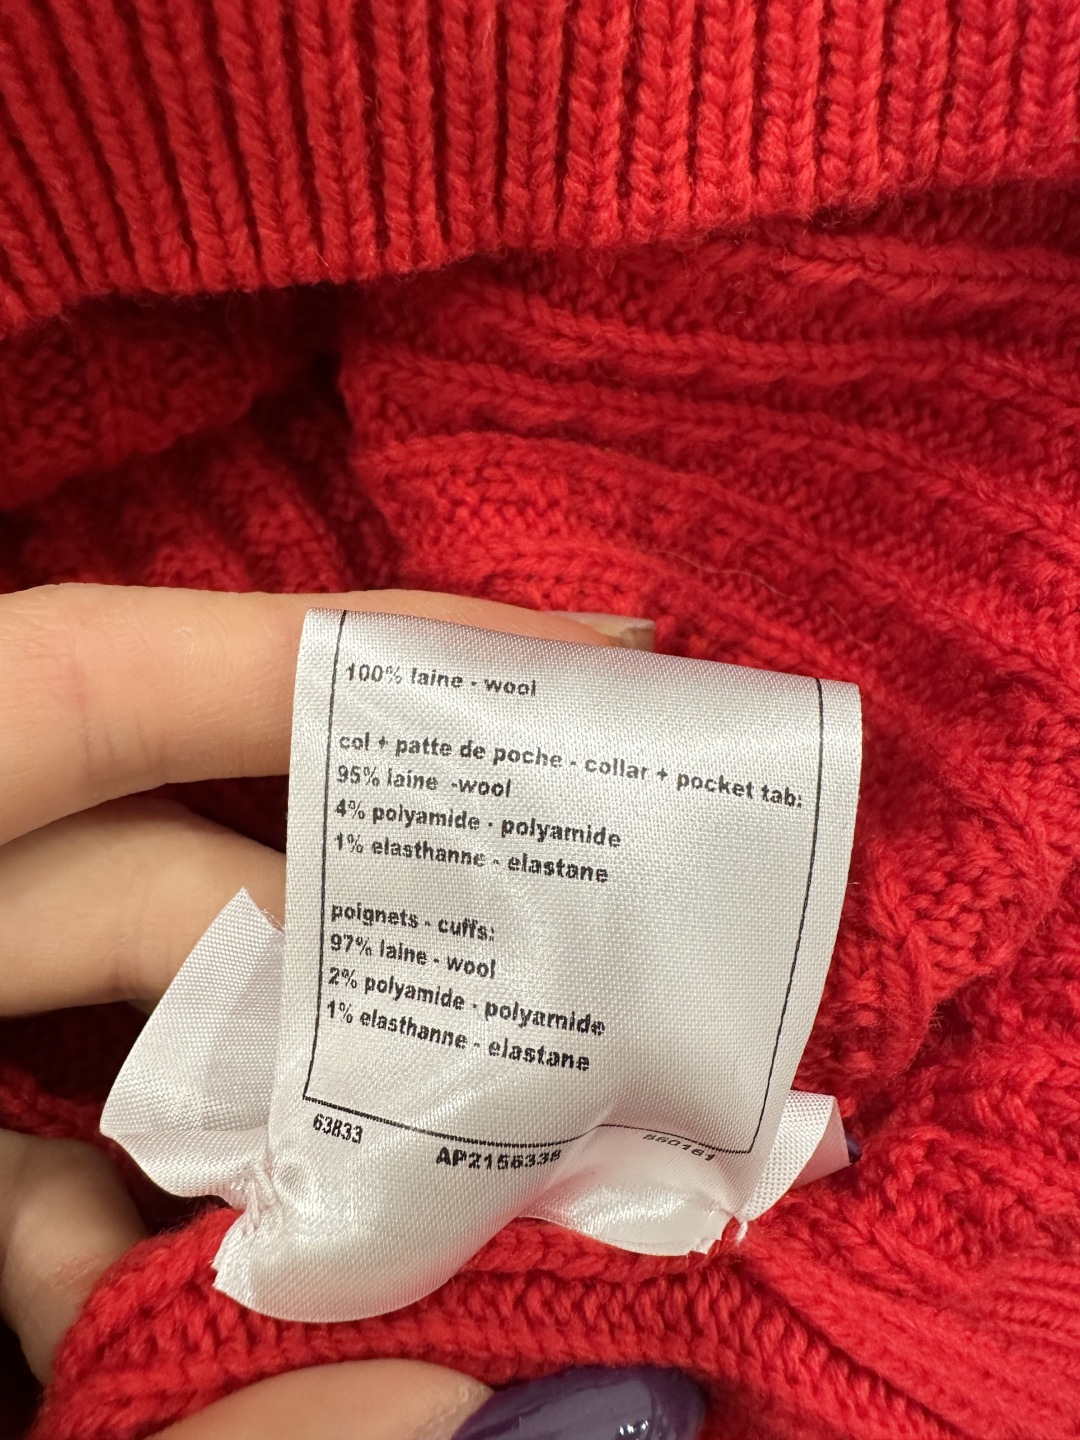 100% laine - wool
col + patte de poche - collar + pocket tab:
95% laine -wool
4% polyamide - polyamide
1% elasthanne - elastane
poignets - cuffs:
97% laine - wool
2% polyamide - polyamide
1% elasthanne - elastane
63833
AP2156338